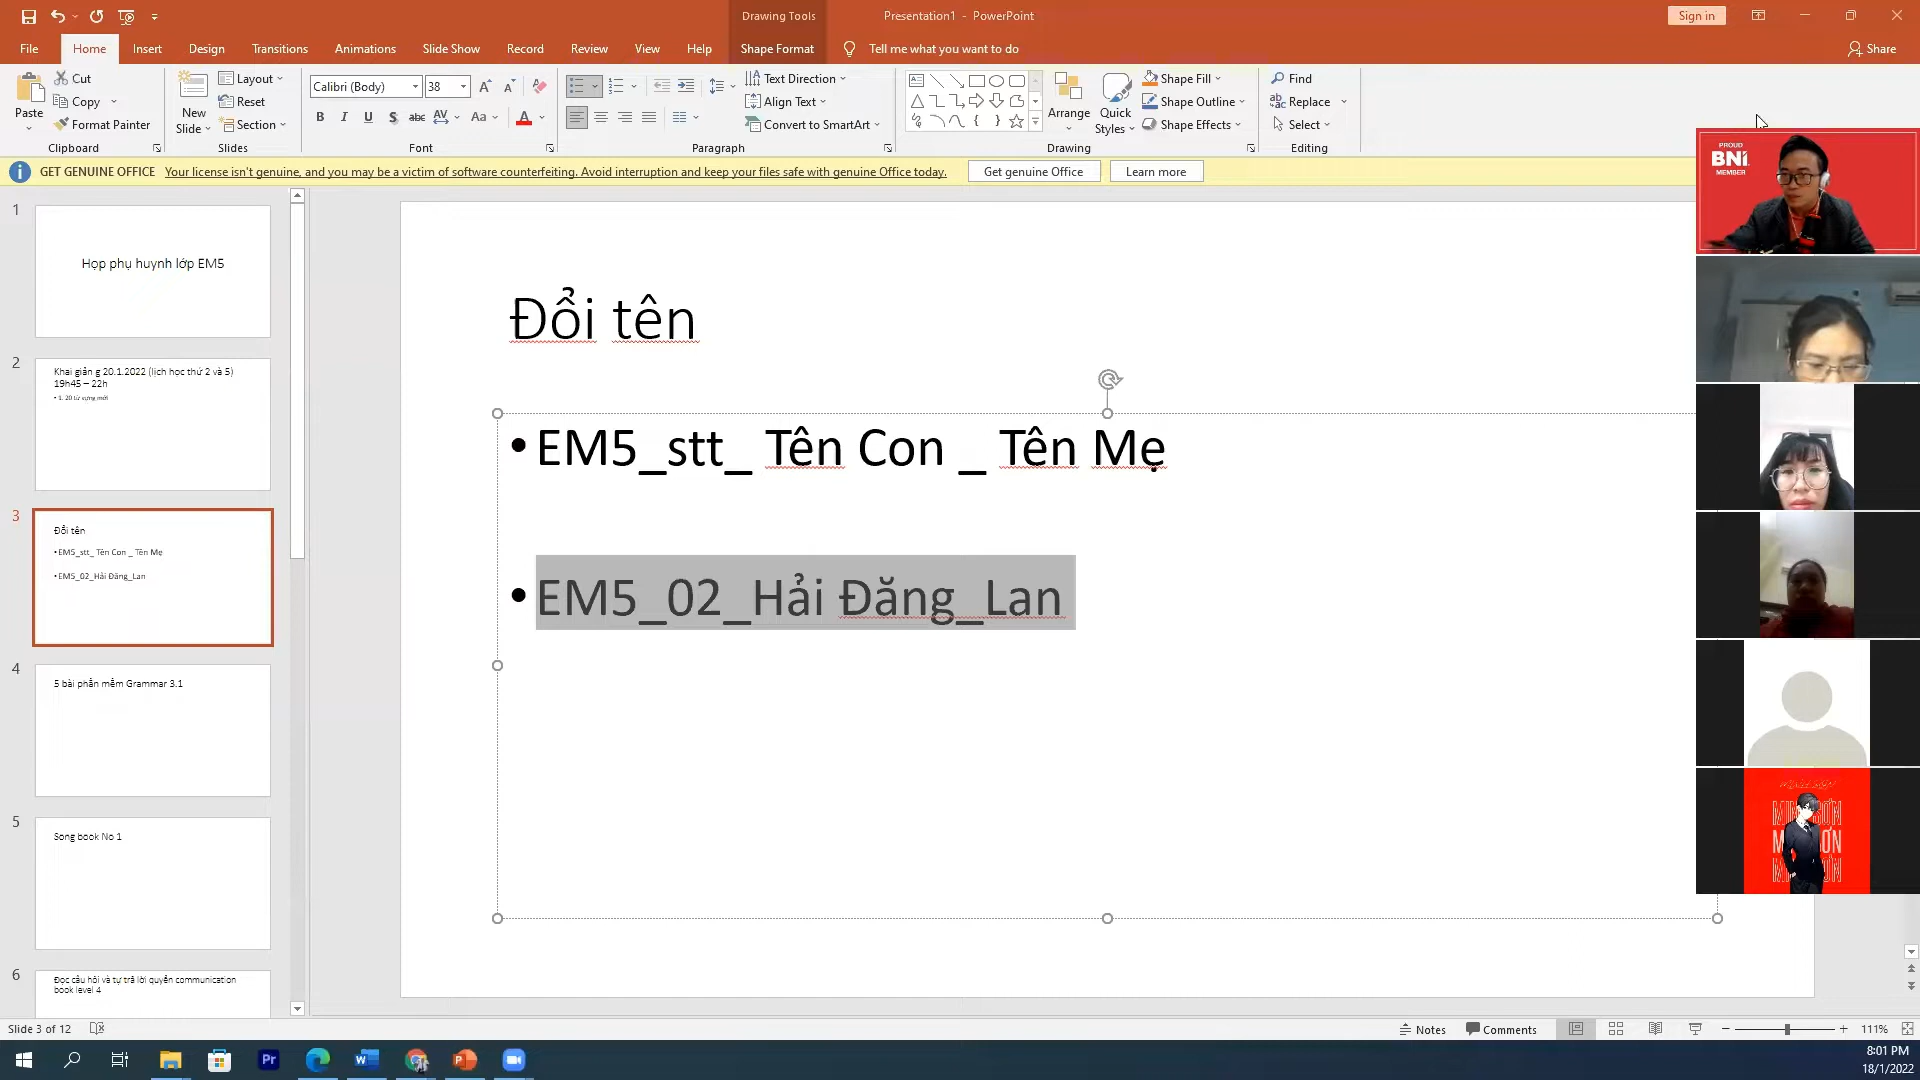 Drawing Tools
Presentation1 - PowerPoint
Sign in
File Home Insert Design Transitions Animations Slide Show Record Review View Help Shape Format Tell me what you want to do Share
Paste
Cut
Copy
Format Painter
Clipboard
New Slide
Layout
Reset
Section
Slides
Calibri (Body) 38
Font
Text Direction
Align Text
Convert to SmartArt
Paragraph
Arrange
Quick Styles
Shape Fill
Shape Outline
Shape Effects
Drawing
Find
Replace
Select
Editing
GET GENUINE OFFICE Your license isn't genuine, and you may be a victim of software counterfeiting. Avoid interruption and keep your files safe with genuine Office today. Get genuine Office Learn more
1
Họp phụ huynh lớp EM5
2
Khai giản g 20.1.2022 (lịch học thứ 2 và 5)
19h45 – 22h
• 1. 20 từ vựng mới
3
Đổi tên
•EM5_stt_ Tên Con _ Tên Mẹ
•EM5_02_Hải Đăng_Lan
4
5 bài phần mềm Grammar 3.1
5
Song book No 1
6
Đọc câu hỏi và tự trả lời quyển communication
book level 4
Đổi tên
• EM5_stt_ Tên Con _ Tên Mẹ
• EM5_02_Hải Đăng_Lan
PROUD
BNI
MEMBER
Slide 3 of 12
Notes
Comments
111%
8:01 PM
18/1/2022